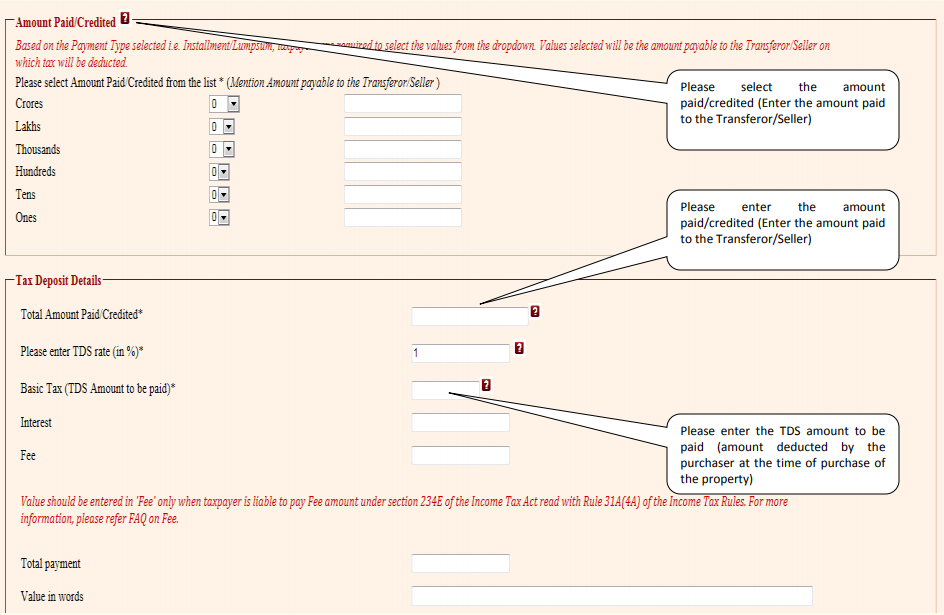 Amount Paid/Credited ?
Based on the Payment Type selected i.e. Installment/Lumpsum, required to select the values from the dropdown. Values selected will be the amount payable to the Transferor/Seller on
which tax will be deducted.
Please select Amount Paid/Credited from the list * (Mention Amount payable to the Transferor/Seller )
Crores 0
Lakhs 0
Thousands 0
Hundreds 0
Tens 0
Ones 0
Please select the amount
paid/credited (Enter the amount paid
to the Transferor/Seller)
Please enter the amount
paid/credited (Enter the amount paid
to the Transferor/Seller)
Tax Deposit Details
Total Amount Paid/Credited* ?
Please enter TDS rate (in %)* 1 ?
Basic Tax (TDS Amount to be paid)* ?
Interest
Fee
Please enter the TDS amount to be
paid (amount deducted by the
purchaser at the time of purchase of
the property)
Value should be entered in 'Fee' only when taxpayer is liable to pay Fee amount under section 234E of the Income Tax Act read with Rule 31A(4A) of the Income Tax Rules. For more
information, please refer FAQ on Fee.
Total payment
Value in words